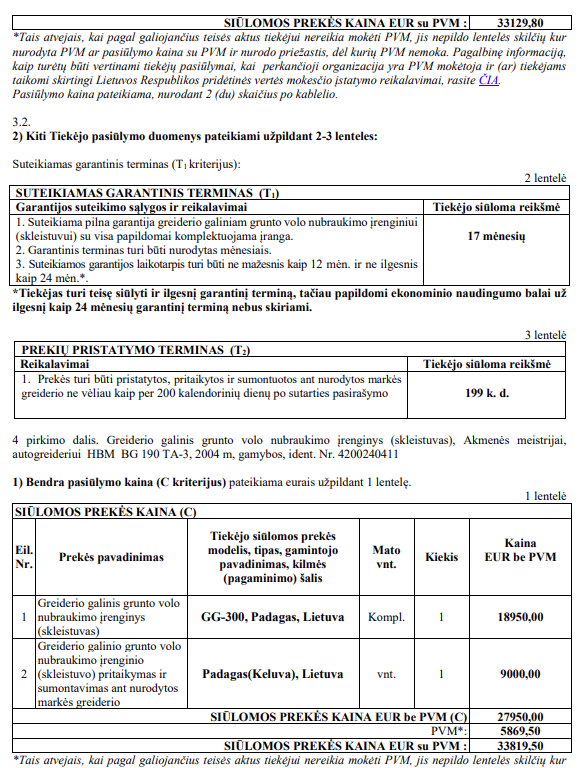 SIŪLOMOS PREKĖS KAINA EUR su PVM : 33129,80
*Tais atvejais, kai pagal galiojančius teisės aktus tiekėjui nereikia mokėti PVM, jis nepildo lentelės skilčių kur
nurodyta PVM ar pasiūlymo kaina su PVM ir nurodo priežastis, dėl kurių PVM nemoka. Pagalbinę informaciją,
kaip turėtų būti vertinami tiekėjų pasiūlymai, kai perkančioji organizacija yra PVM mokėtoja ir (ar) tiekėjams
taikomi skirtingi Lietuvos Respublikos pridėtinės vertės mokesčio įstatymo reikalavimai, rasite ČIA.
Pasiūlymo kaina pateikiama, nurodant 2 (du) skaičius po kablelio.
3.2.
2) Kiti Tiekėjo pasiūlymo duomenys pateikiami užpildant 2-3 lenteles:
Suteikiamas garantinis terminas (T1 kriterijus):
2 lentelė
SUTEIKIAMAS GARANTINIS TERMINAS (T1)
Garantijos suteikimo sąlygos ir reikalavimai Tiekėjo siūloma reikšmė
1. Suteikiama pilna garantija greiderio galiniam grunto volo nubraukimo įrenginiui
(skleistuvui) su visa papildomai komplektuojama įranga. 17 mėnesių
2. Garantinis terminas turi būti nurodytas mėnesiais.
3. Suteikiamos garantijos laikotarpis turi būti ne mažesnis kaip 12 mėn. ir ne ilgesnis
kaip 24 mėn.*.
*Tiekėjas turi teisę siūlyti ir ilgesnį garantinį terminą, tačiau papildomi ekonominio naudingumo balai už
ilgesnį kaip 24 mėnesių garantinį terminą nebus skiriami.
3 lentelė
PREKIŲ PRISTATYMO TERMINAS (T2)
Reikalavimai Tiekėjo siūloma reikšmė
1. Prekės turi būti pristatytos, pritaikytos ir sumontuotos ant nurodytos markės
greiderio ne vėliau kaip per 200 kalendorinių dienų po sutarties pasirašymo 199 k. d.
4 pirkimo dalis. Greiderio galinis grunto volo nubraukimo įrenginys (skleistuvas), Akmenės meistrijai,
autogreideriui HBM BG 190 TA-3, 2004 m, gamybos, ident. Nr. 4200240411
1) Bendra pasiūlymo kaina (C kriterijus) pateikiama eurais užpildant 1 lentelę.
1 lentelė
SIŪLOMOS PREKĖS KAINA (C)
Eil.
Nr.
Prekės pavadinimas
Tiekėjo siūlomos prekės
modelis, tipas, gamintojo
pavadinimas, kilmės
(pagaminimo) šalis
Mato
vnt.
Kiekis
Kaina
EUR be PVM
1
Greiderio galinis grunto volo
nubraukimo įrenginys
(skleistuvas)
GG-300, Padagas, Lietuva
Kompl.
1
18950,00
2
Greiderio galinio grunto volo
nubraukimo įrenginio
(skleistuvo) pritaikymas ir
sumontavimas ant nurodytos
markės greiderio
Padagas(Keluva), Lietuva
vnt.
1
9000,00
SIŪLOMOS PREKĖS KAINA EUR be PVM (C) 27950,00
PVM*: 5869,50
SIŪLOMOS PREKĖS KAINA EUR su PVM : 33819,50
*Tais atvejais, kai pagal galiojančius teisės aktus tiekėjui nereikia mokėti PVM, jis nepildo lentelės skilčių kur